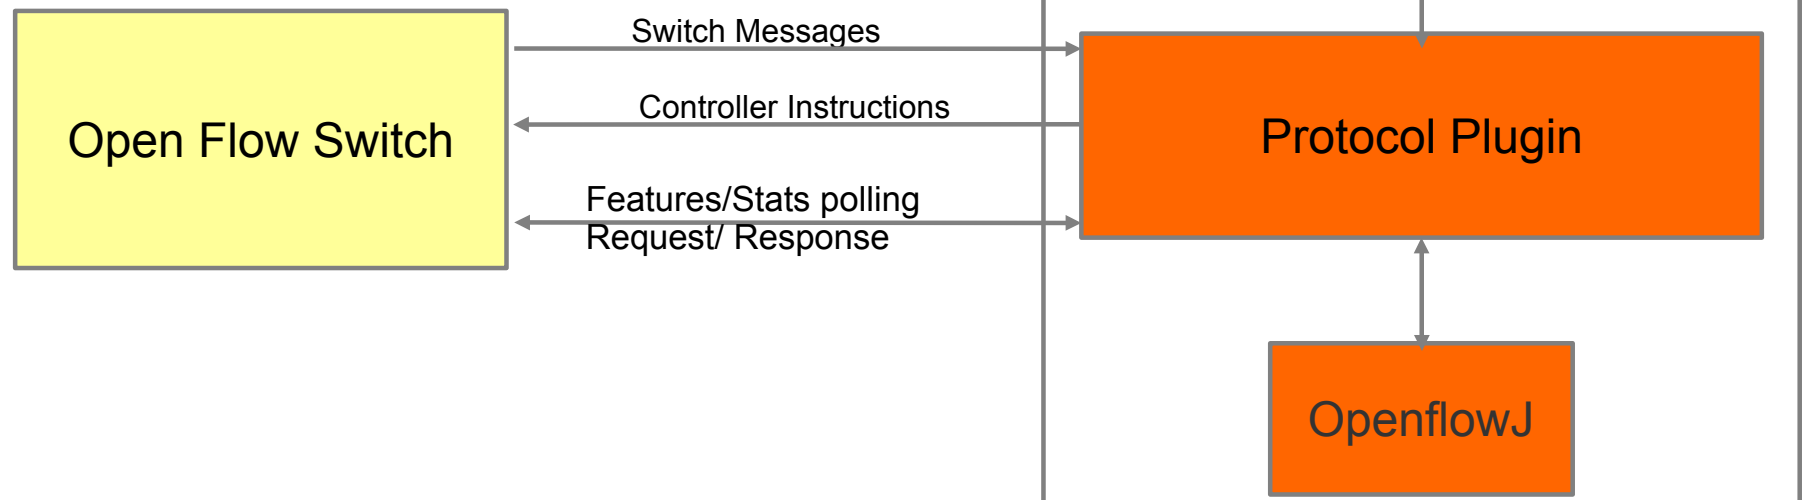 Switch Messages
Controller Instructions
Open Flow Switch
Protocol Plugin
Features/Stats polling
Request/ Response
OpenflowJ